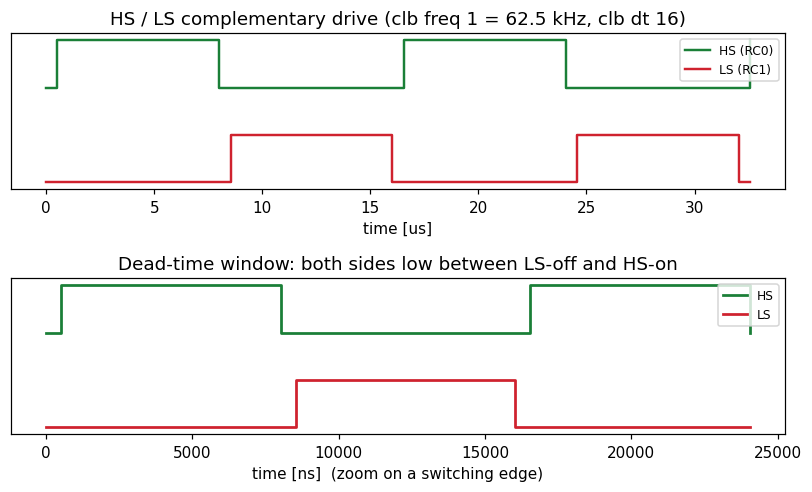 HS / LS complementary drive (clb freq 1 = 62.5 kHz, clb dt 16)
HS (RC0)
LS (RC1)
0 5 10 15 20 25 30
time [us]
Dead-time window: both sides low between LS-off and HS-on
HS
LS
0 5000 10000 15000 20000 25000
time [ns]  (zoom on a switching edge)